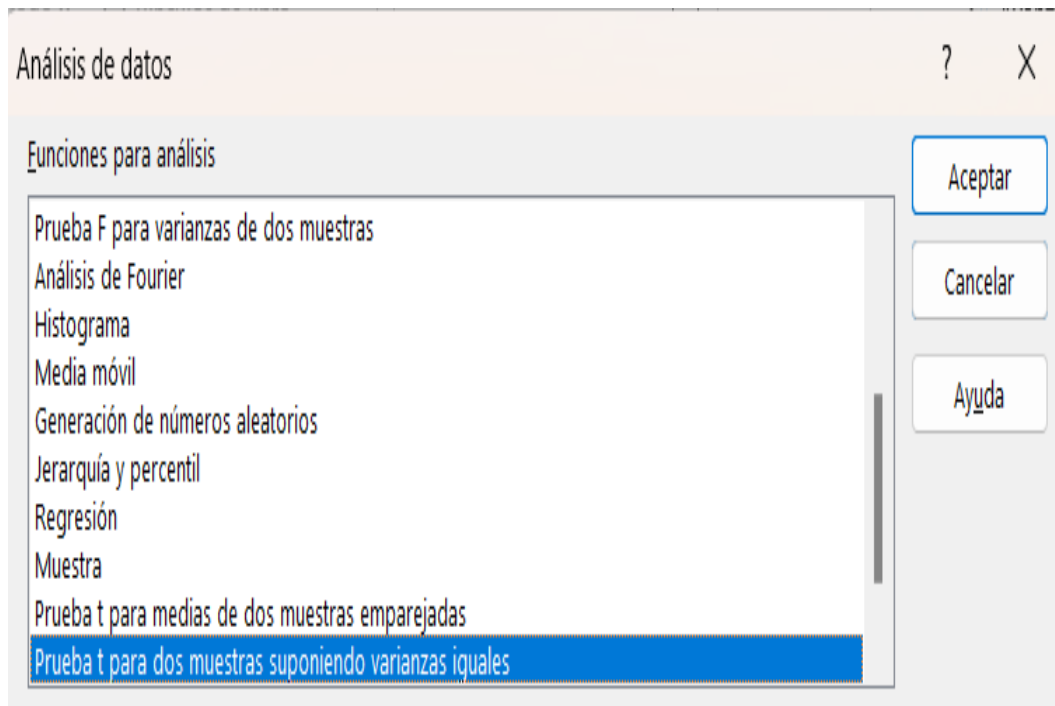 Análisis de datos
?
X
Funciones para análisis
Aceptar
Prueba F para varianzas de dos muestras
Análisis de Fourier
Cancelar
Histograma
Media móvil
Ayuda
Generación de números aleatorios
Jerarquía y percentil
Regresión
Muestra
Prueba t para medias de dos muestras emparejadas
Prueba t para dos muestras suponiendo varianzas iguales